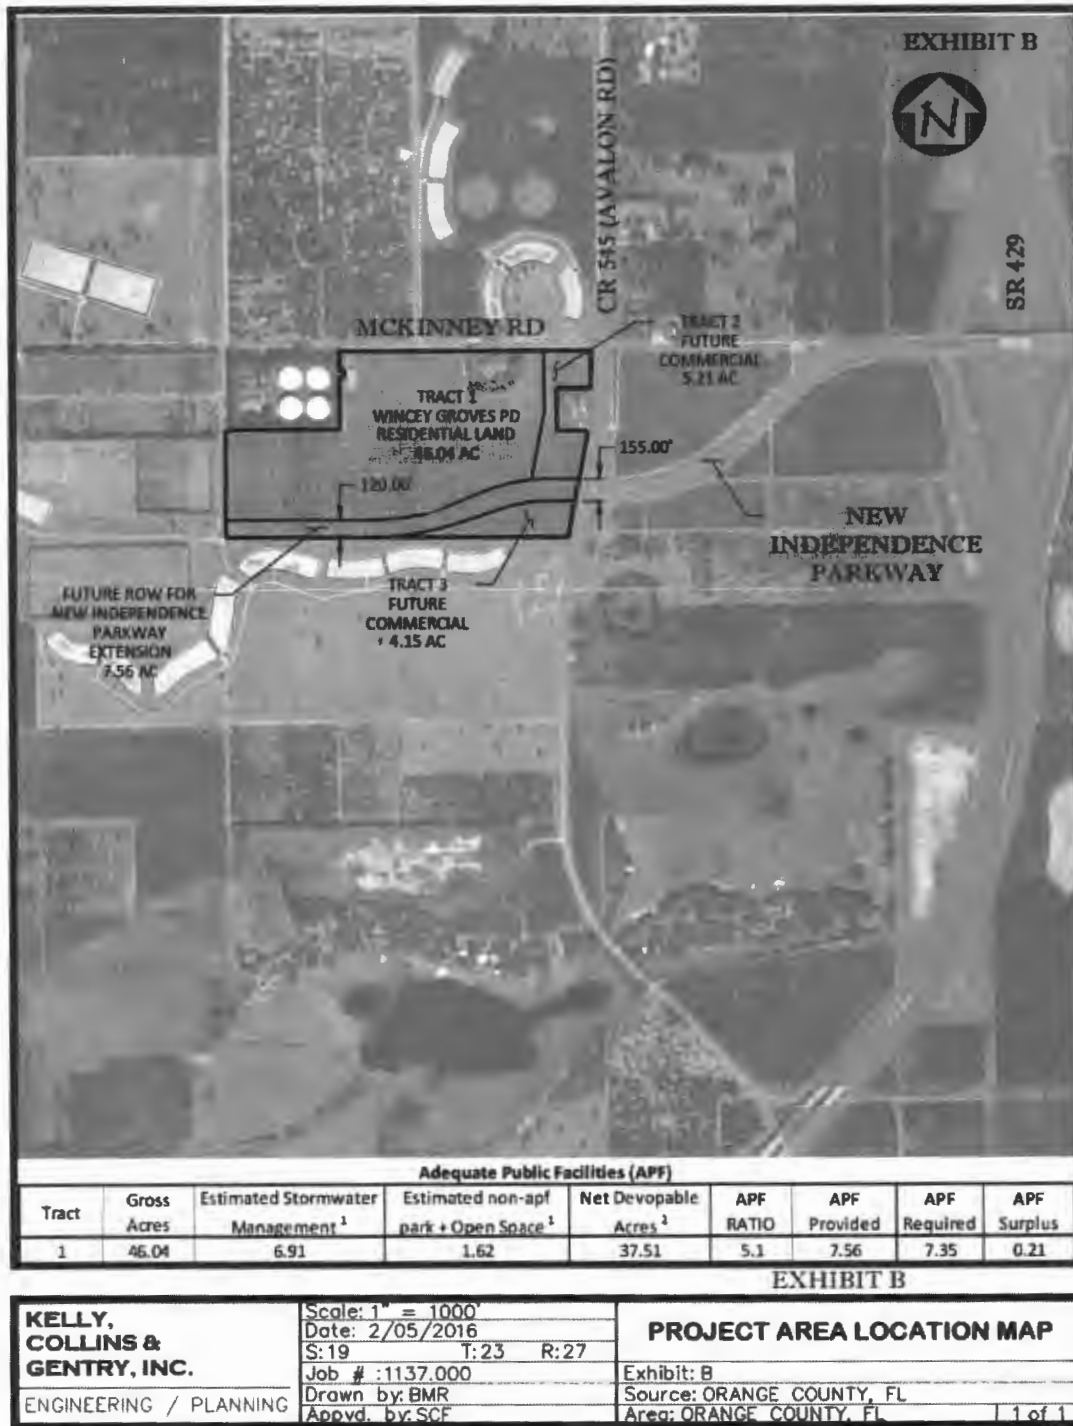 EXHIBIT B
N
CR 545 (AVALON RD)
SR 429
MCKINNEY RD
TRACT 2
FUTURE
COMMERCIAL
5.21 AC
TRACT 1
WINCEY GROVES PD
RESIDENTIAL LAND
46.04 AC
155.00'
120.00'
NEW
INDEPENDENCE
PARKWAY
TRACT 3
FUTURE
COMMERCIAL
4.15 AC
FUTURE ROW FOR
NEW INDEPENDENCE
PARKWAY
EXTENSION
7.56 AC
Adequate Public Facilities (APF)
Tract Gross Acres Estimated Stormwater Management 1 Estimated non-apf park + Open Space 1 Net Devopable Acres 2 APF RATIO APF Provided APF Required APF Surplus
1 46.04 6.91 1.62 37.51 5.1 7.56 7.35 0.21
EXHIBIT B
KELLY,
COLLINS &
GENTRY, INC.
ENGINEERING / PLANNING
Scale: 1" = 1000'
Date: 2/05/2016
S:19 T:23 R:27
Job # :1137.000
Drawn by: BMR
Appvd. by: SCF
PROJECT AREA LOCATION MAP
Exhibit: B
Source: ORANGE COUNTY, FL
Area: ORANGE COUNTY, FL 1 of 1